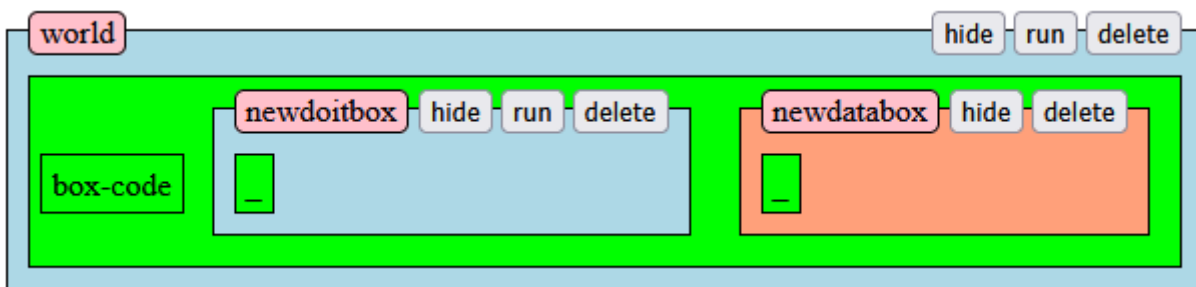 world hide run delete
newdoitbox hide run delete newdatabox hide delete
box-code _ _